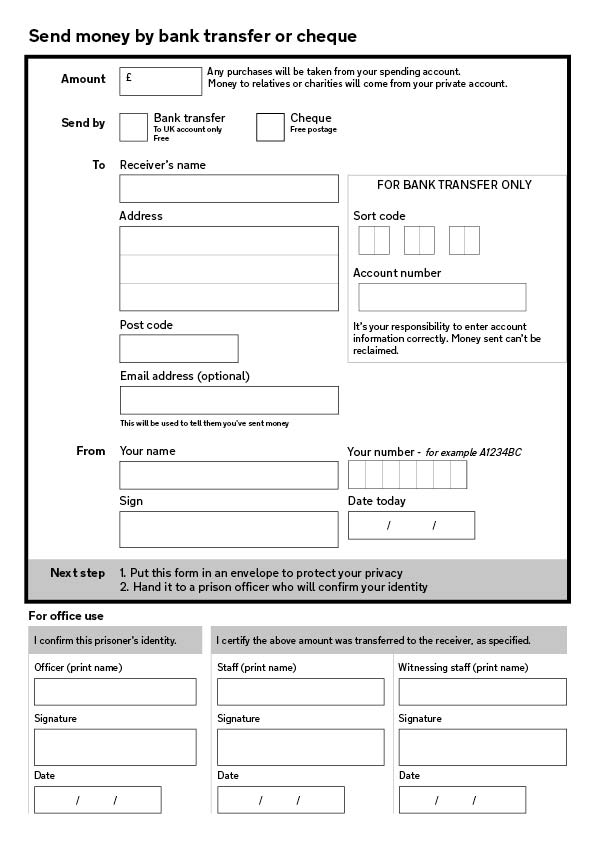 Send money by bank transfer or cheque
Amount
£
Any purchases will be taken from your spending account.
Money to relatives or charities will come from your private account.
Send by
Bank transfer
To UK account only
Free
Cheque
Free postage
To
Receiver's name
FOR BANK TRANSFER ONLY
Address
Sort code
Account number
It's your responsibility to enter account
information correctly. Money sent can't be
reclaimed.
Post code
Email address (optional)
This will be used to tell them you've sent money
From
Your name
Your number - for example A1234BC
Sign
Date today
/ /
Next step
1. Put this form in an envelope to protect your privacy
2. Hand it to a prison officer who will confirm your identity
For office use
I confirm this prisoner's identity.
I certify the above amount was transferred to the receiver, as specified.
Officer (print name)
Staff (print name)
Witnessing staff (print name)
Signature
Signature
Signature
Date
Date
Date
/ /
/ /
/ /